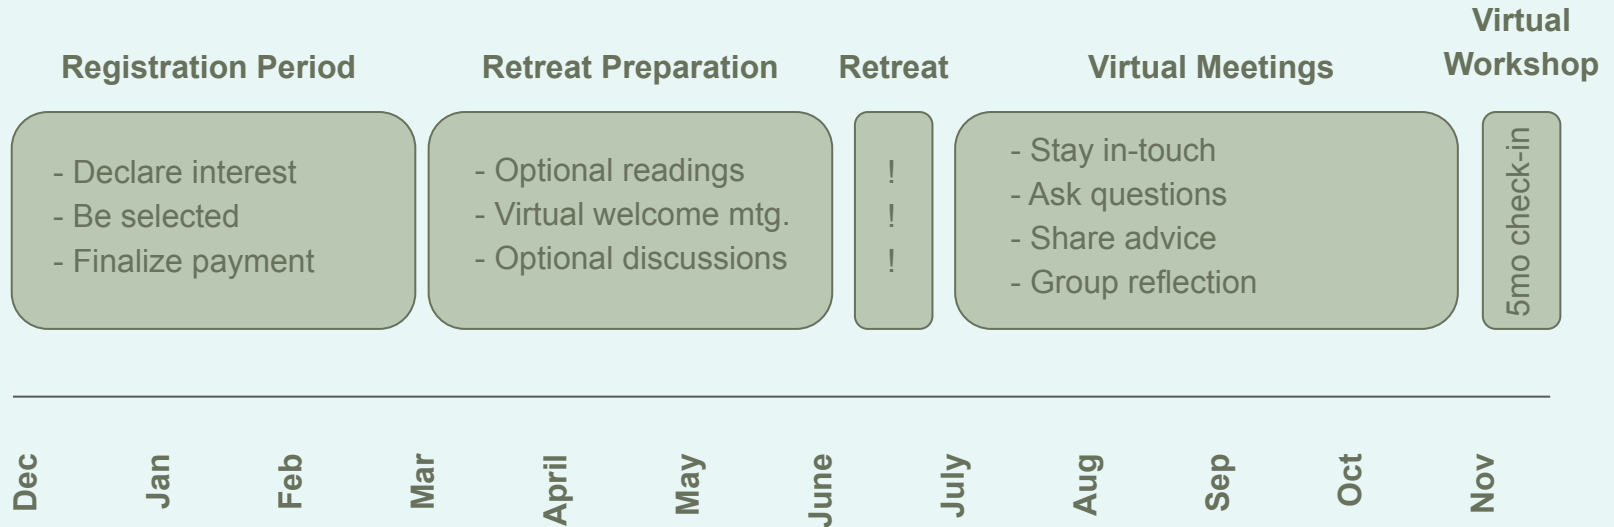 Registration Period
- Declare interest
- Be selected
- Finalize payment
Retreat Preparation
- Optional readings
- Virtual welcome mtg.
- Optional discussions
Retreat
!
!
!
Virtual Meetings
- Stay in-touch
- Ask questions
- Share advice
- Group reflection
Virtual
Workshop
5mo check-in
Dec
Jan
Feb
Mar
April
May
June
July
Aug
Sep
Oct
Nov